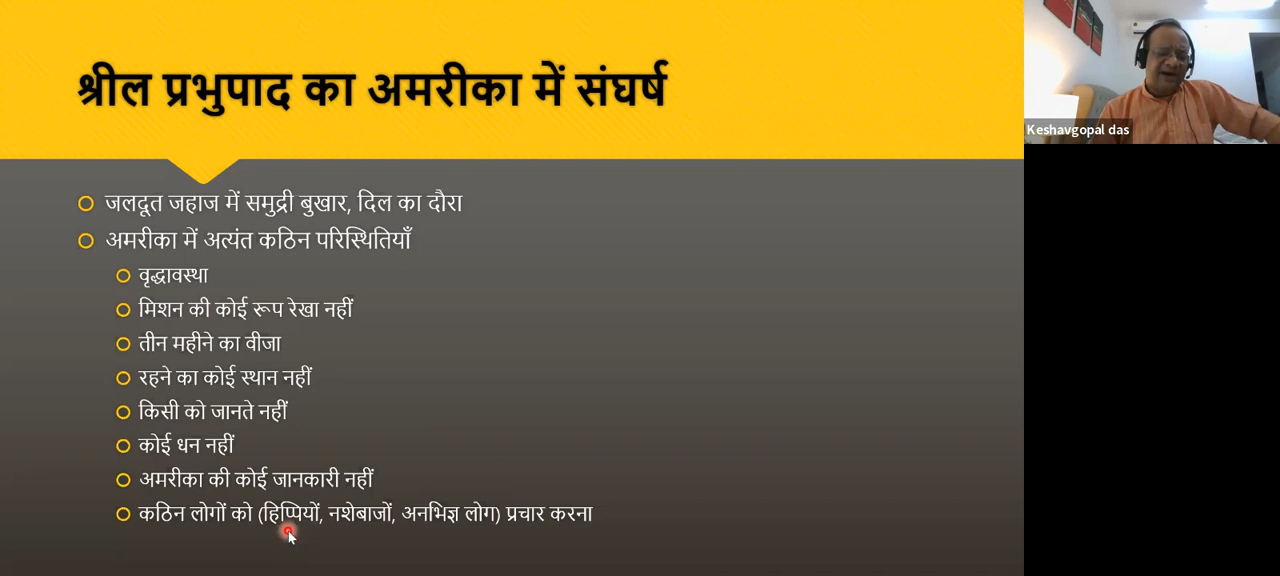 श्रील प्रभुपाद का अमरीका में संघर्ष
जलदूत जहाज में समुद्री बुखार, दिल का दौरा
अमरीका में अत्यंत कठिन परिस्थितियाँ
वृद्धावस्था
मिशन की कोई रूप रेखा नहीं
तीन महीने का वीजा
रहने का कोई स्थान नहीं
किसी को जानते नहीं
कोई धन नहीं
अमरीका की कोई जानकारी नहीं
कठिन लोगों को (हिप्पियों, नशेबाजों, अनभिज्ञ लोग) प्रचार करना
Keshavgopal das